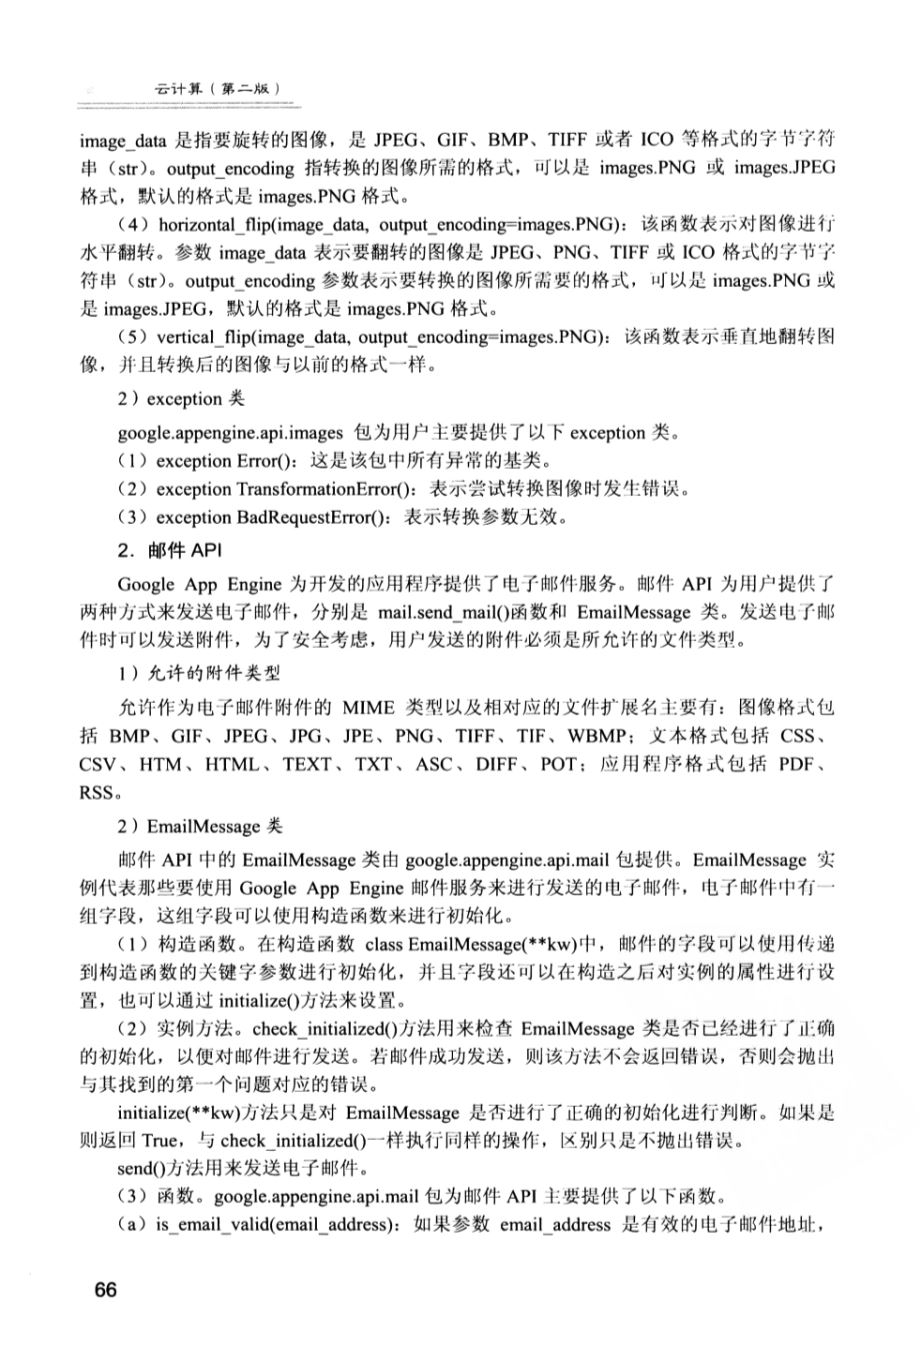 云计算（第二版）
image_data 是指要旋转的图像，是 JPEG、GIF、BMP、TIFF 或者 ICO 等格式的字节字符
串（str）。output_encoding 指转换的图像所需的格式，可以是 images.PNG 或 images.JPEG
格式，默认的格式是 images.PNG 格式。
（4）horizontal_flip(image_data, output_encoding=images.PNG)：该函数表示对图像进行
水平翻转。参数 image_data 表示要翻转的图像是 JPEG、PNG、TIFF 或 ICO 格式的字节字
符串（str）。output_encoding 参数表示要转换的图像所需要的格式，可以是 images.PNG 或
是 images.JPEG，默认的格式是 images.PNG 格式。
（5）vertical_flip(image_data, output_encoding=images.PNG)：该函数表示垂直地翻转图
像，并且转换后的图像与以前的格式一样。
2）exception 类
google.appengine.api.images 包为用户主要提供了以下 exception 类。
（1）exception Error()：这是该包中所有异常的基类。
（2）exception TransformationError()：表示尝试转换图像时发生错误。
（3）exception BadRequestError()：表示转换参数无效。
2．邮件 API
Google App Engine 为开发的应用程序提供了电子邮件服务。邮件 API 为用户提供了
两种方式来发送电子邮件，分别是 mail.send_mail()函数和 EmailMessage 类。发送电子邮
件时可以发送附件，为了安全考虑，用户发送的附件必须是所允许的文件类型。
1）允许的附件类型
允许作为电子邮件附件的 MIME 类型以及相对应的文件扩展名主要有：图像格式包
括 BMP、GIF、JPEG、JPG、JPE、PNG、TIFF、TIF、WBMP；文本格式包括 CSS、
CSV、HTM、HTML、TEXT、TXT、ASC、DIFF、POT；应用程序格式包括 PDF、
RSS。
2）EmailMessage 类
邮件 API 中的 EmailMessage 类由 google.appengine.api.mail 包提供。EmailMessage 实
例代表那些要使用 Google App Engine 邮件服务来进行发送的电子邮件，电子邮件中有一
组字段，这组字段可以使用构造函数来进行初始化。
（1）构造函数。在构造函数 class EmailMessage(**kw)中，邮件的字段可以使用传递
到构造函数的关键字参数进行初始化，并且字段还可以在构造之后对实例的属性进行设
置，也可以通过 initialize()方法来设置。
（2）实例方法。check_initialized()方法用来检查 EmailMessage 类是否已经进行了正确
的初始化，以便对邮件进行发送。若邮件成功发送，则该方法不会返回错误，否则会抛出
与其找到的第一个问题对应的错误。
initialize(**kw)方法只是对 EmailMessage 是否进行了正确的初始化进行判断。如果是
则返回 True，与 check_initialized()一样执行同样的操作，区别只是不抛出错误。
send()方法用来发送电子邮件。
（3）函数。google.appengine.api.mail 包为邮件 API 主要提供了以下函数。
（a）is_email_valid(email_address)：如果参数 email_address 是有效的电子邮件地址，
66